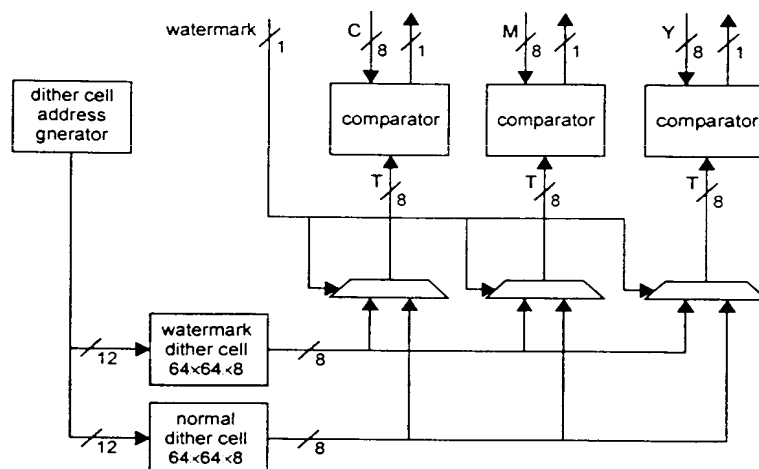 watermark 1 C 8 1 M 8 1 Y 8 1
dither cell
address
gnerator
comparator comparator comparator
T 8 T 8 T 8
12 watermark
dither cell
64×64×8 8
12 normal
dither cell
64×64×8 8